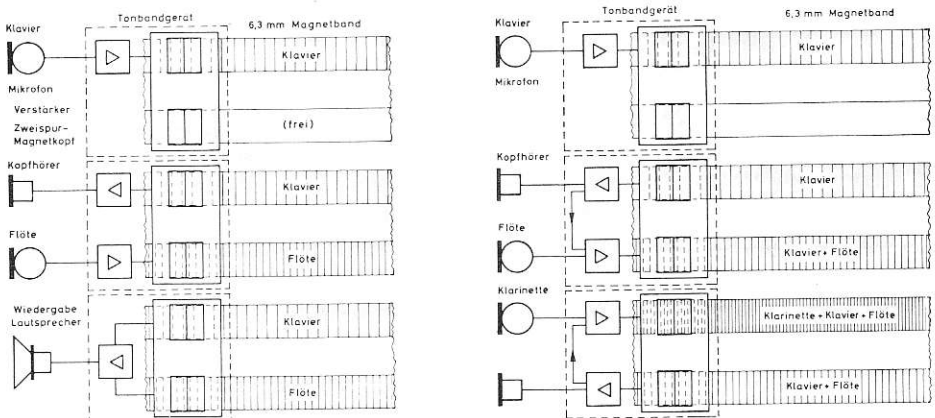 Tonbandgerät
6,3 mm Magnetband
Klavier
Mikrofon
Klavier
Verstärker
Zweispur-
Magnetkopf
(frei)
Kopfhörer
Klavier
Flöte
Flöte
Wiedergabe
Lautsprecher
Klavier
Flöte
Tonbandgerät
6,3 mm Magnetband
Klavier
Mikrofon
Klavier
Kopfhörer
Klavier
Flöte
Klavier + Flöte
Klarinette
Klarinette + Klavier + Flöte
Klavier + Flöte